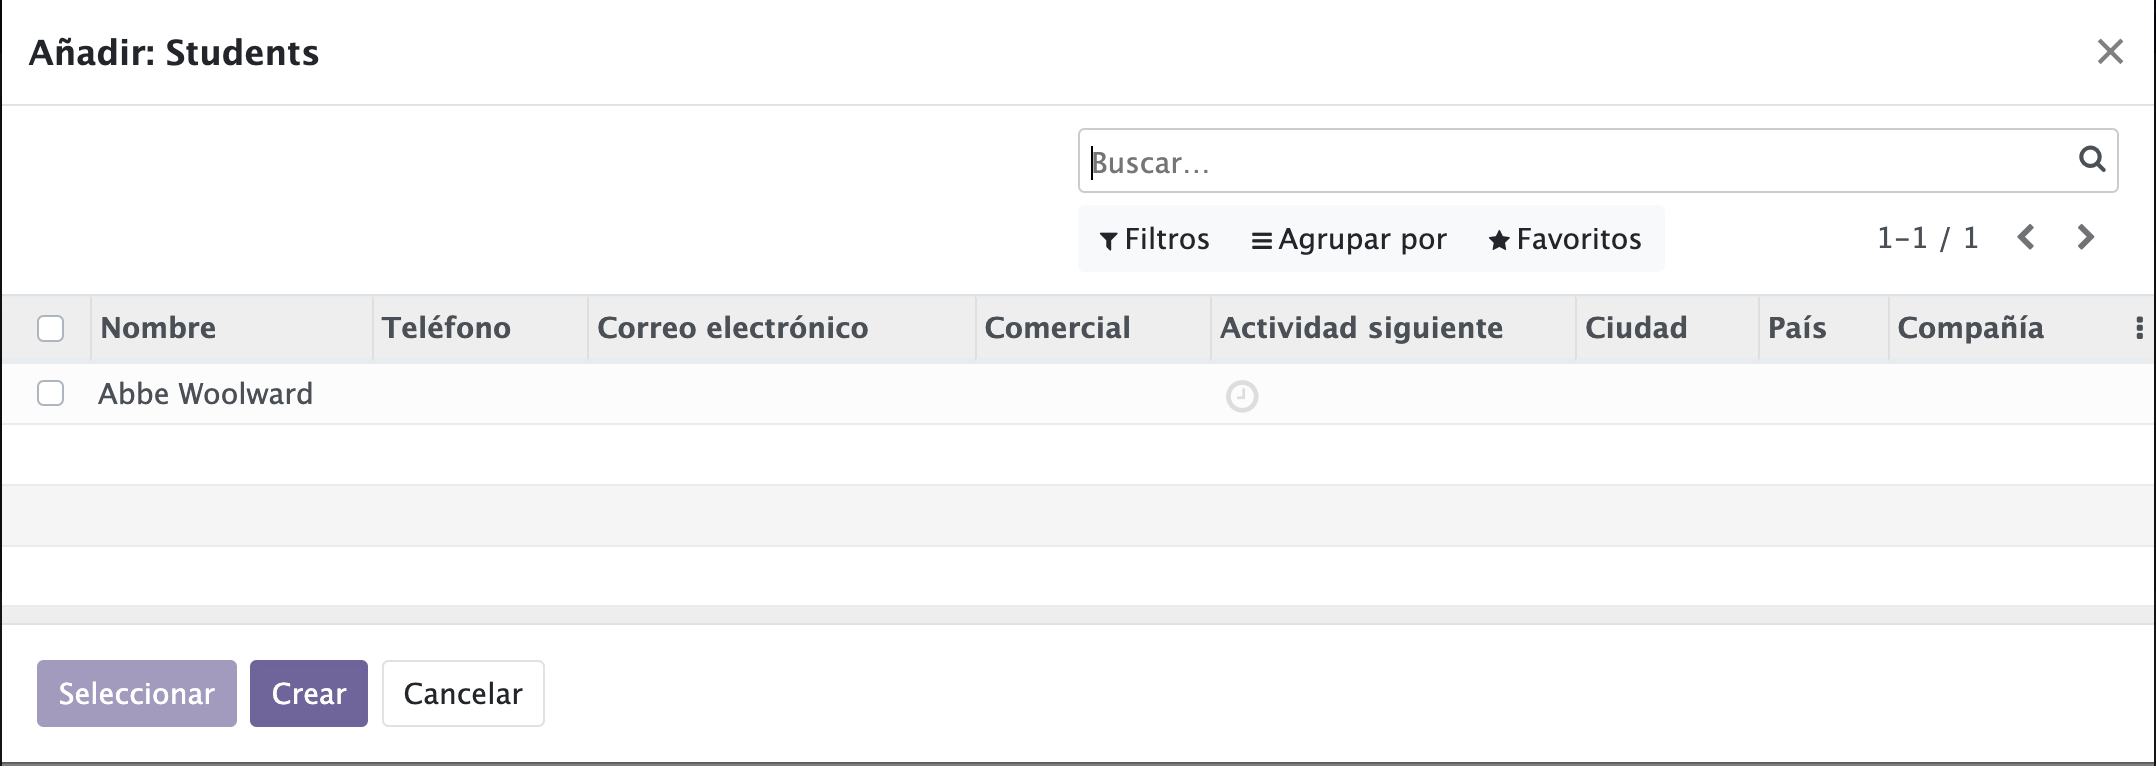 Añadir: Students
Buscar...
Filtros Agrupar por Favoritos 1-1 / 1
Nombre Teléfono Correo electrónico Comercial Actividad siguiente Ciudad País Compañía
Abbe Woolward
Seleccionar Crear Cancelar